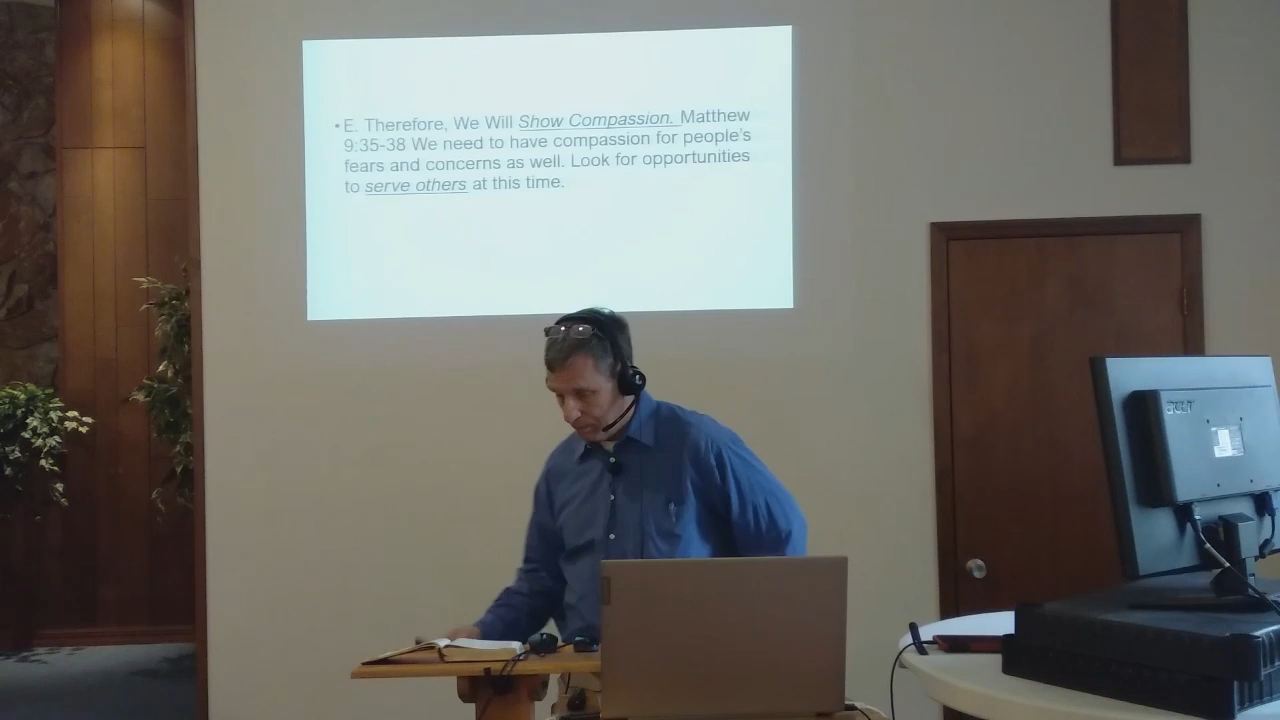 • E. Therefore, We Will Show Compassion. Matthew
9:35-38 We need to have compassion for people's
fears and concerns as well. Look for opportunities
to serve others at this time.
acer